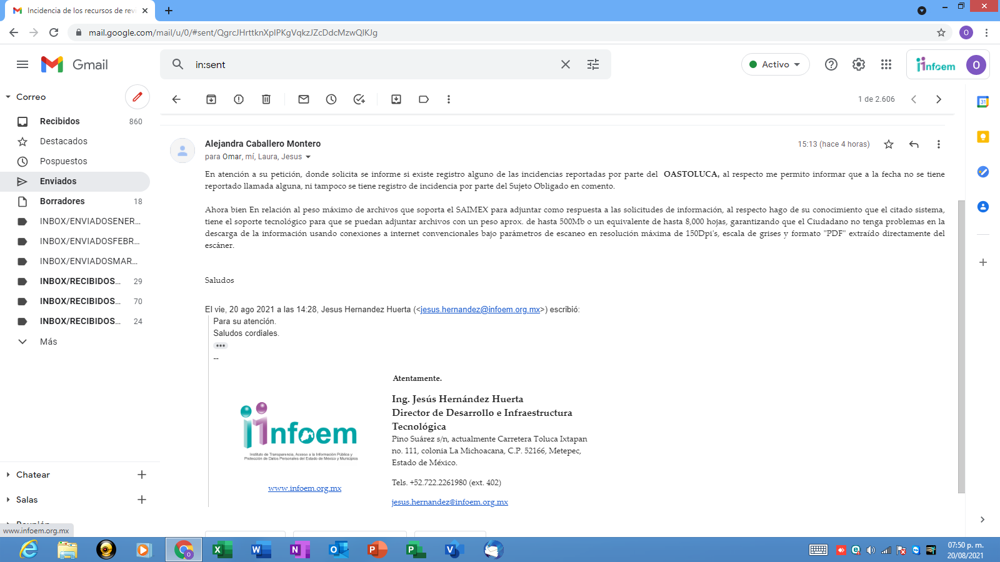 Incidencia de los recursos de rev
mail.google.com/mail/u/0/#sent/QgrcJHrttknXplPKgVqkzJZcDdcMzwQlKJg
O
Gmail
in:sent
Activo
infoem
O
Correo
1 de 2.606
Recibidos 860
Destacados
Pospuestos
Enviados
Borradores 18
INBOX/ENVIADOSENER...
INBOX/ENVIADOSFEBR...
INBOX/ENVIADOSMAR...
INBOX/RECIBIDOS... 29
INBOX/RECIBIDOS... 70
INBOX/RECIBIDOS... 24
Más
Chatear
Salas
www.infoem.org.mx
Alejandra Caballero Montero
15:13 (hace 4 horas)
para Omar, mí, Laura, Jesus
En atención a su petición, donde solicita se informe si existe registro alguno de las incidencias reportadas por parte del OASTOLUCA, al respecto me permito informar que a la fecha no se tiene
reportado llamada alguna, ni tampoco se tiene registro de incidencia por parte del Sujeto Obligado en comento.
Ahora bien En relación al peso máximo de archivos que soporta el SAIMEX para adjuntar como respuesta a las solicitudes de información, al respecto hago de su conocimiento que el citado sistema,
tiene el soporte tecnológico para que se puedan adjuntar archivos con un peso aprox. de hasta 500Mb o un equivalente de hasta 8,000 hojas, garantizando que el Ciudadano no tenga problemas en la
descarga de la información usando conexiones a internet convencionales bajo parámetros de escaneo en resolución máxima de 150Dpi's, escala de grises y formato "PDF" extraído directamente del
escáner.
Saludos
El vie, 20 ago 2021 a las 14:28, Jesus Hernandez Huerta (<jesus.hernandez@infoem.org.mx>) escribió:
Para su atención.
Saludos cordiales.
--
Atentamente.
Ing. Jesús Hernández Huerta
Director de Desarrollo e Infraestructura
Tecnológica
Pino Suárez s/n, actualmente Carretera Toluca Ixtapan
no. 111, colonia La Michoacana, C.P. 52166, Metepec,
Estado de México.
Tels. +52.722.2261980 (ext. 402)
jesus.hernandez@infoem.org.mx
infoem
Instituto de Transparencia, Acceso a la Información Pública y
Protección de Datos Personales del Estado de México y Municipios
www.infoem.org.mx
31
07:50 p. m.
20/08/2021